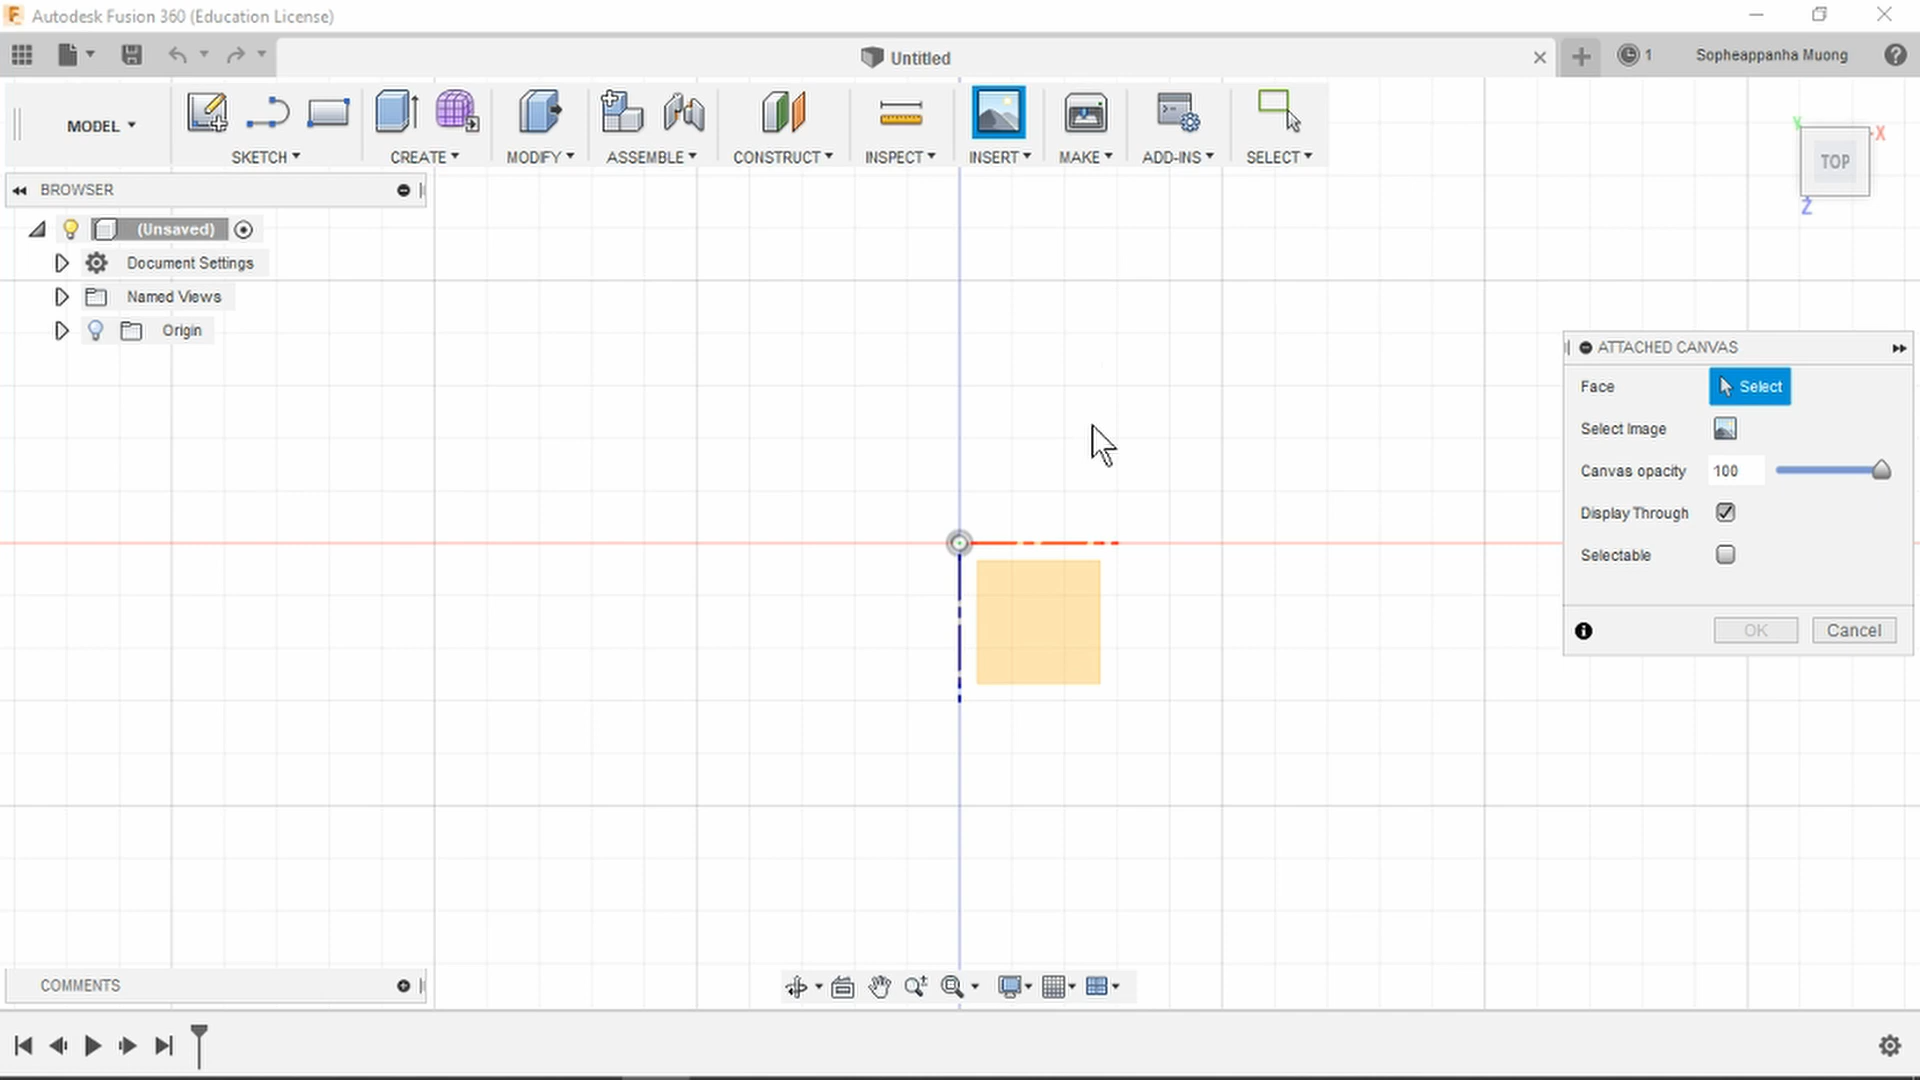 Autodesk Fusion 360 (Education License)
Untitled
1
Sopheappanha Muong
MODEL
SKETCH
CREATE
MODIFY
ASSEMBLE
CONSTRUCT
INSPECT
INSERT
MAKE
ADD-INS
SELECT
Y
X
TOP
Z
BROWSER
(Unsaved)
Document Settings
Named Views
Origin
ATTACHED CANVAS
Face
Select
Select Image
Canvas opacity
100
Display Through
Selectable
OK
Cancel
COMMENTS